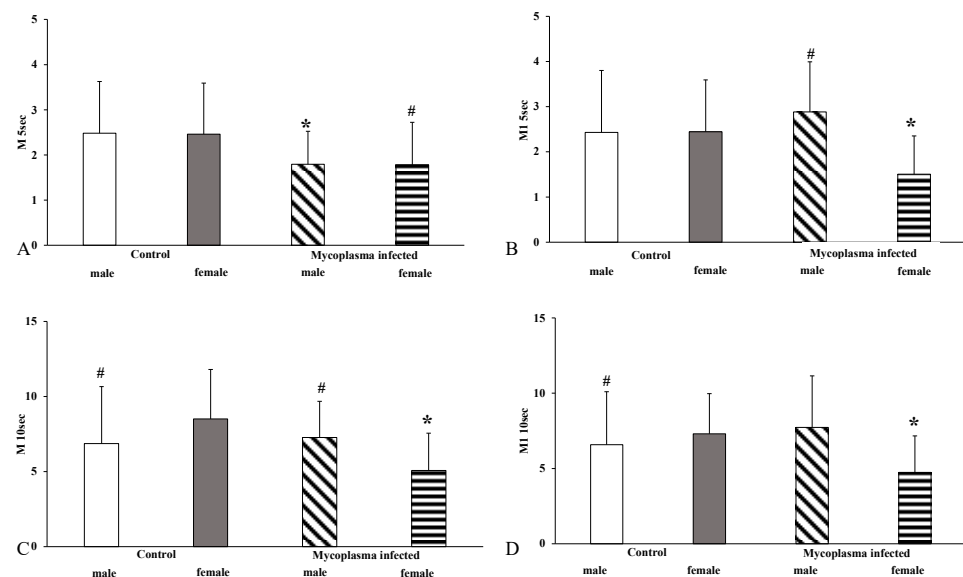 M 5sec
5
4
3
2
1
0
*
#
Control
Mycoplasma infected
male
female
male
female
A
M1 5sec
5
4
3
2
1
0
#
*
Control
Mycoplasma infected
male
female
male
female
B
M 10sec
15
10
5
0
#
#
*
Control
Mycoplasma infected
male
female
male
female
C
M1 10sec
15
10
5
0
#
*
Control
Mycoplasma infected
male
female
male
female
D